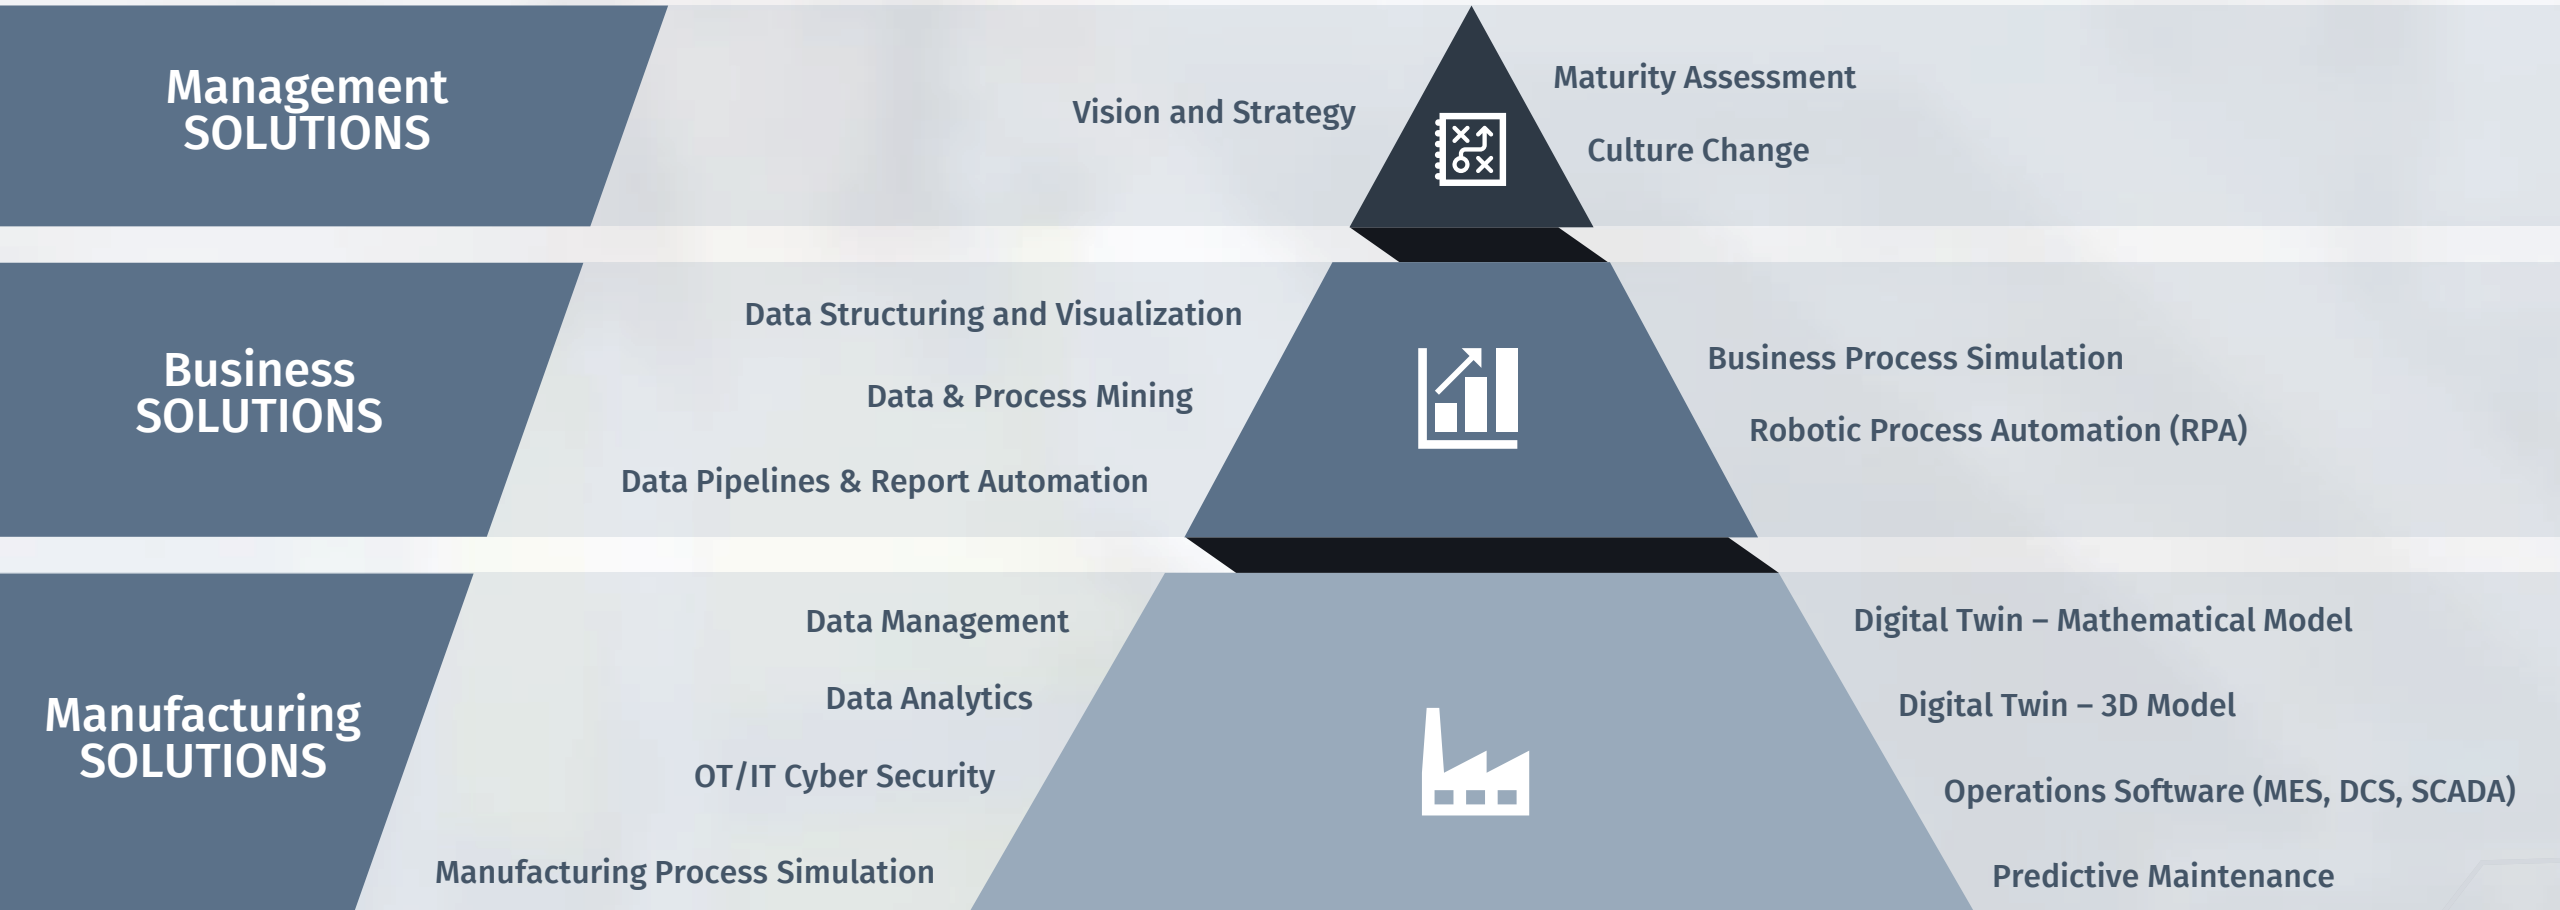 Management
SOLUTIONS
Vision and Strategy
Maturity Assessment
Culture Change
Business
SOLUTIONS
Data Structuring and Visualization
Data & Process Mining
Data Pipelines & Report Automation
Business Process Simulation
Robotic Process Automation (RPA)
Manufacturing
SOLUTIONS
Data Management
Data Analytics
OT/IT Cyber Security
Manufacturing Process Simulation
Digital Twin – Mathematical Model
Digital Twin – 3D Model
Operations Software (MES, DCS, SCADA)
Predictive Maintenance